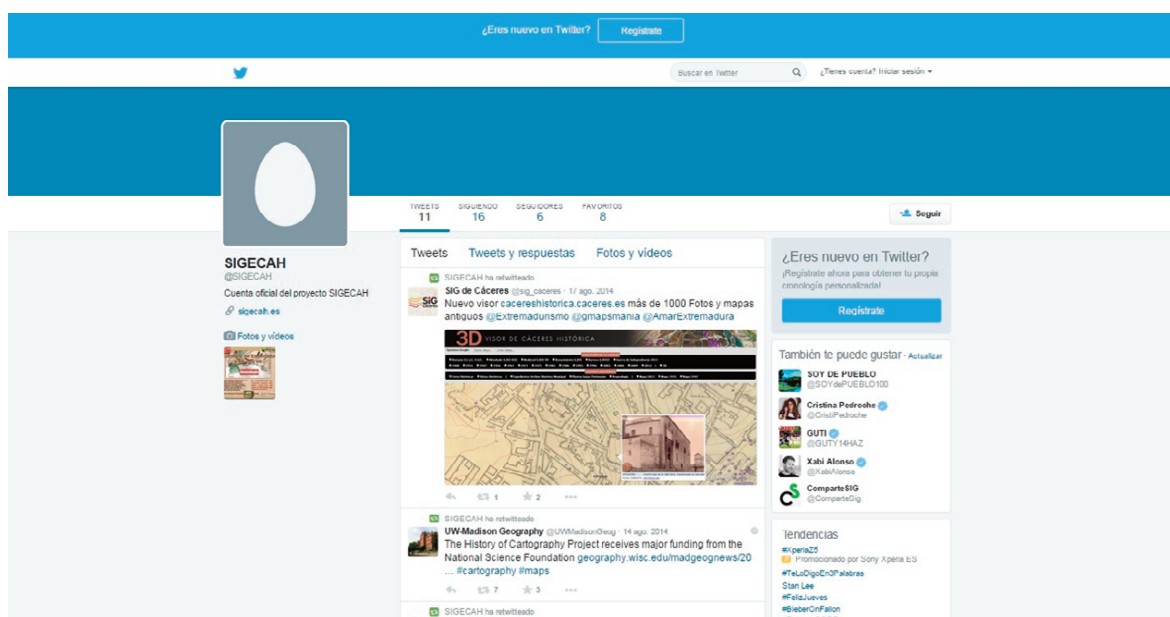 ¿Eres nuevo en Twitter? Regístrate
Buscar en Twitter
¿Tienes cuenta? Iniciar sesión
TWEETS
11
SIGUIENDO
16
SEGUIDORES
6
FAVORITOS
8
Seguir
SIGECAH
@SIGECAH
Cuenta oficial del proyecto SIGECAH
sigecah.es
Fotos y vídeos
Tweets Tweets y respuestas Fotos y vídeos
SIGECAH ha retwitteado
SIG de Cáceres @sig_caceres · 17 ago. 2014
SIG
Nuevo visor cacereshistorica.caceres.es más de 1000 Fotos y mapas
antiguos @Extremadurismo @gmapsmania @AmarExtremadura
3D VISOR DE CÁCERES HISTÓRICA
1
2
SIGECAH ha retwitteado
UW-Madison Geography @UWMadisonGeog · 14 ago. 2014
The History of Cartography Project receives major funding from the
National Science Foundation geography.wisc.edu/madgeognews/20
... #cartography #maps
7
3
SIGECAH ha retwitteado
¿Eres nuevo en Twitter?
¡Regístrate ahora para obtener tu propia
cronología personalizada!
Regístrate
También te puede gustar · Actualizar
SOY DE PUEBLO
@SOYdePUEBLO100
Cristina Pedroche
@CristiPedroche
GUTI
@GUTY14HAZ
Xabi Alonso
@XabiAlonso
ComparteSIG
@ComparteSig
Tendencias
#XperiaZ5
Promocionado por Sony Xperia ES
#TeLoDigoEn3Palabras
Stan Lee
#FelizJueves
#BieberOnFallon